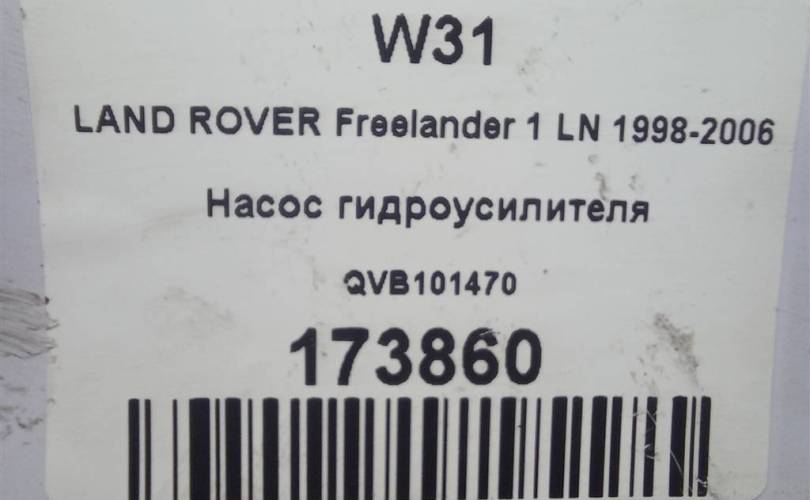 W31
LAND ROVER Freelander 1 LN 1998-2006
Насос гидроусилителя
QVB101470
173860